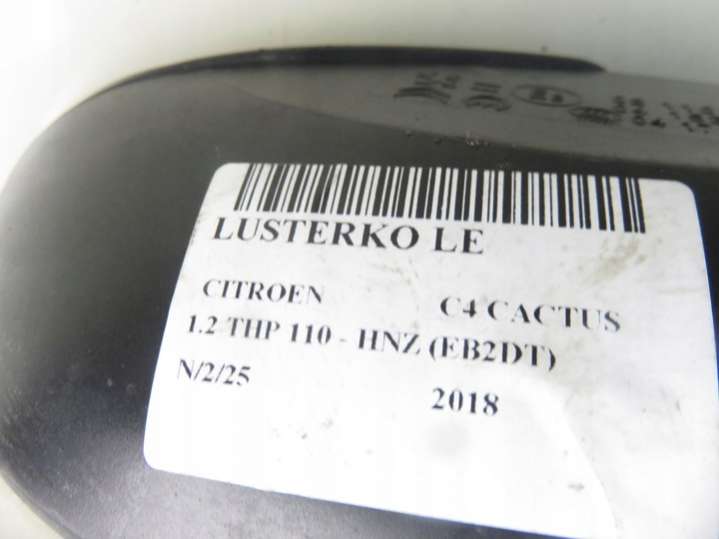 LUSTERKO LE
CITROEN C4 CACTUS
1.2 THP 110 - HNZ (EB2DT)
N/2/25 2018